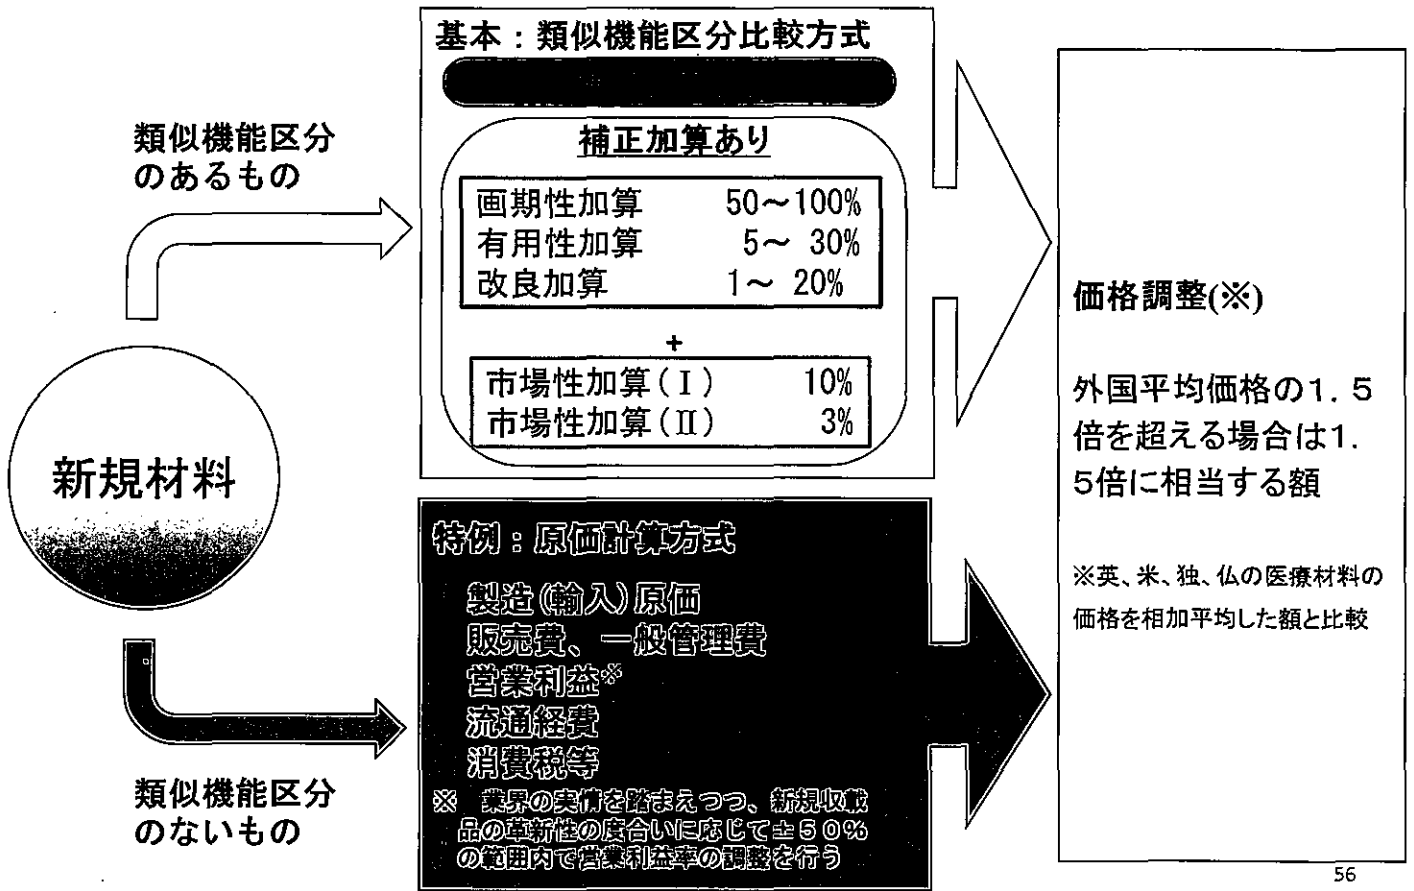 基本：類似機能区分比較方式
類似機能区分
のあるもの
補正加算あり
画期性加算 50～100%
有用性加算 5～ 30%
改良加算 1～ 20%
+
市場性加算(Ⅰ) 10%
市場性加算(Ⅱ) 3%
新規材料
特例：原価計算方式
製造(輸入)原価
販売費、一般管理費
営業利益※
流通経費
消費税等
※ 業界の実情を踏まえつつ、新規収載
品の革新性の度合いに応じて±５０％
の範囲内で営業利益率の調整を行う
類似機能区分
のないもの
価格調整(※)
外国平均価格の１．５
倍を超える場合は１．
５倍に相当する額
※英、米、独、仏の医療材料の
価格を相加平均した額と比較
56